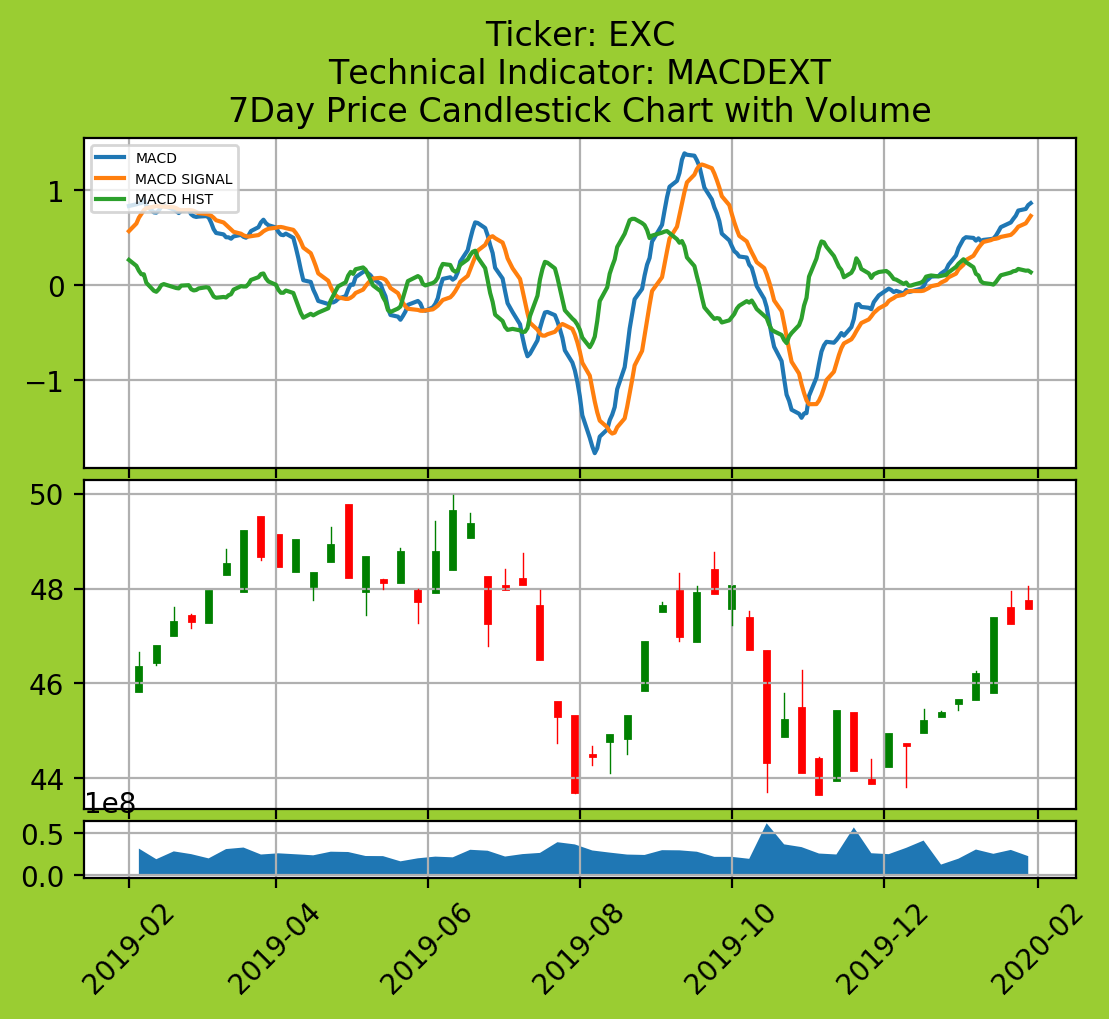 Ticker: EXC
Technical Indicator: MACDEXT
7Day Price Candlestick Chart with Volume
MACD
MACD SIGNAL
MACD HIST
1
0
−1
50
48
46
44
1e8
0.5
0.0
2019-02
2019-04
2019-06
2019-08
2019-10
2019-12
2020-02